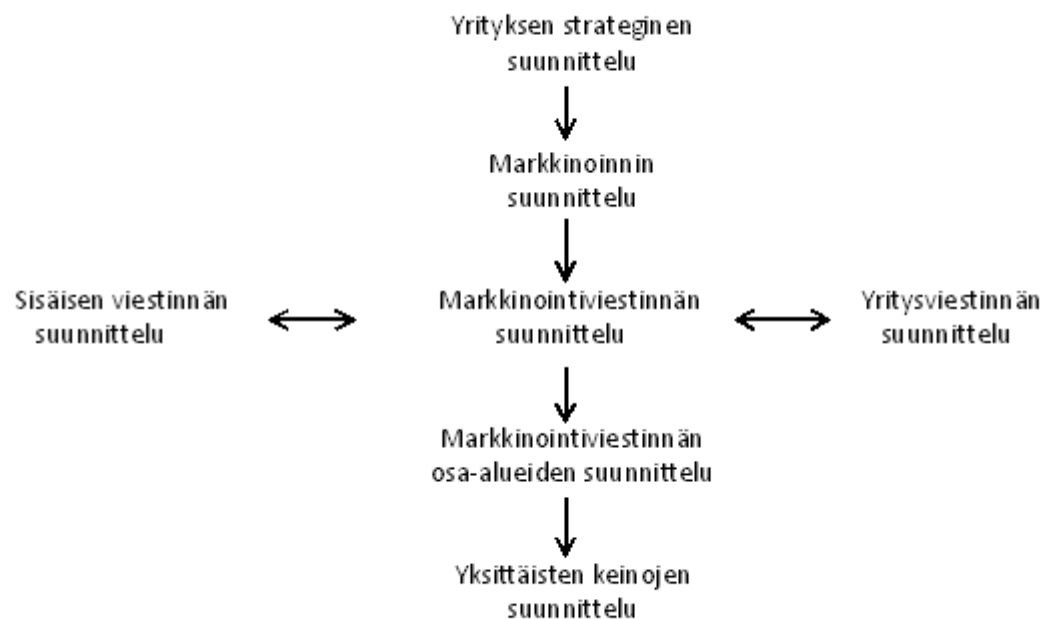 Yrityksen strateginen
suunnittelu
Markkinoinnin
suunnittelu
Sisäisen viestinnän
suunnittelu
Markkinointiviestinnän
suunnittelu
Yritysviestinnän
suunnittelu
Markkinointiviestinnän
osa-alueiden suunnittelu
Yksittäisten keinojen
suunnittelu